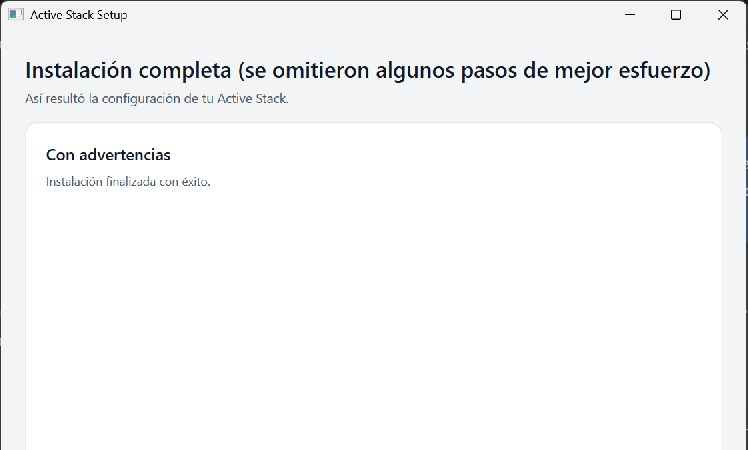 Active Stack Setup
Instalación completa (se omitieron algunos pasos de mejor esfuerzo)
Así resultó la configuración de tu Active Stack.
Con advertencias
Instalación finalizada con éxito.